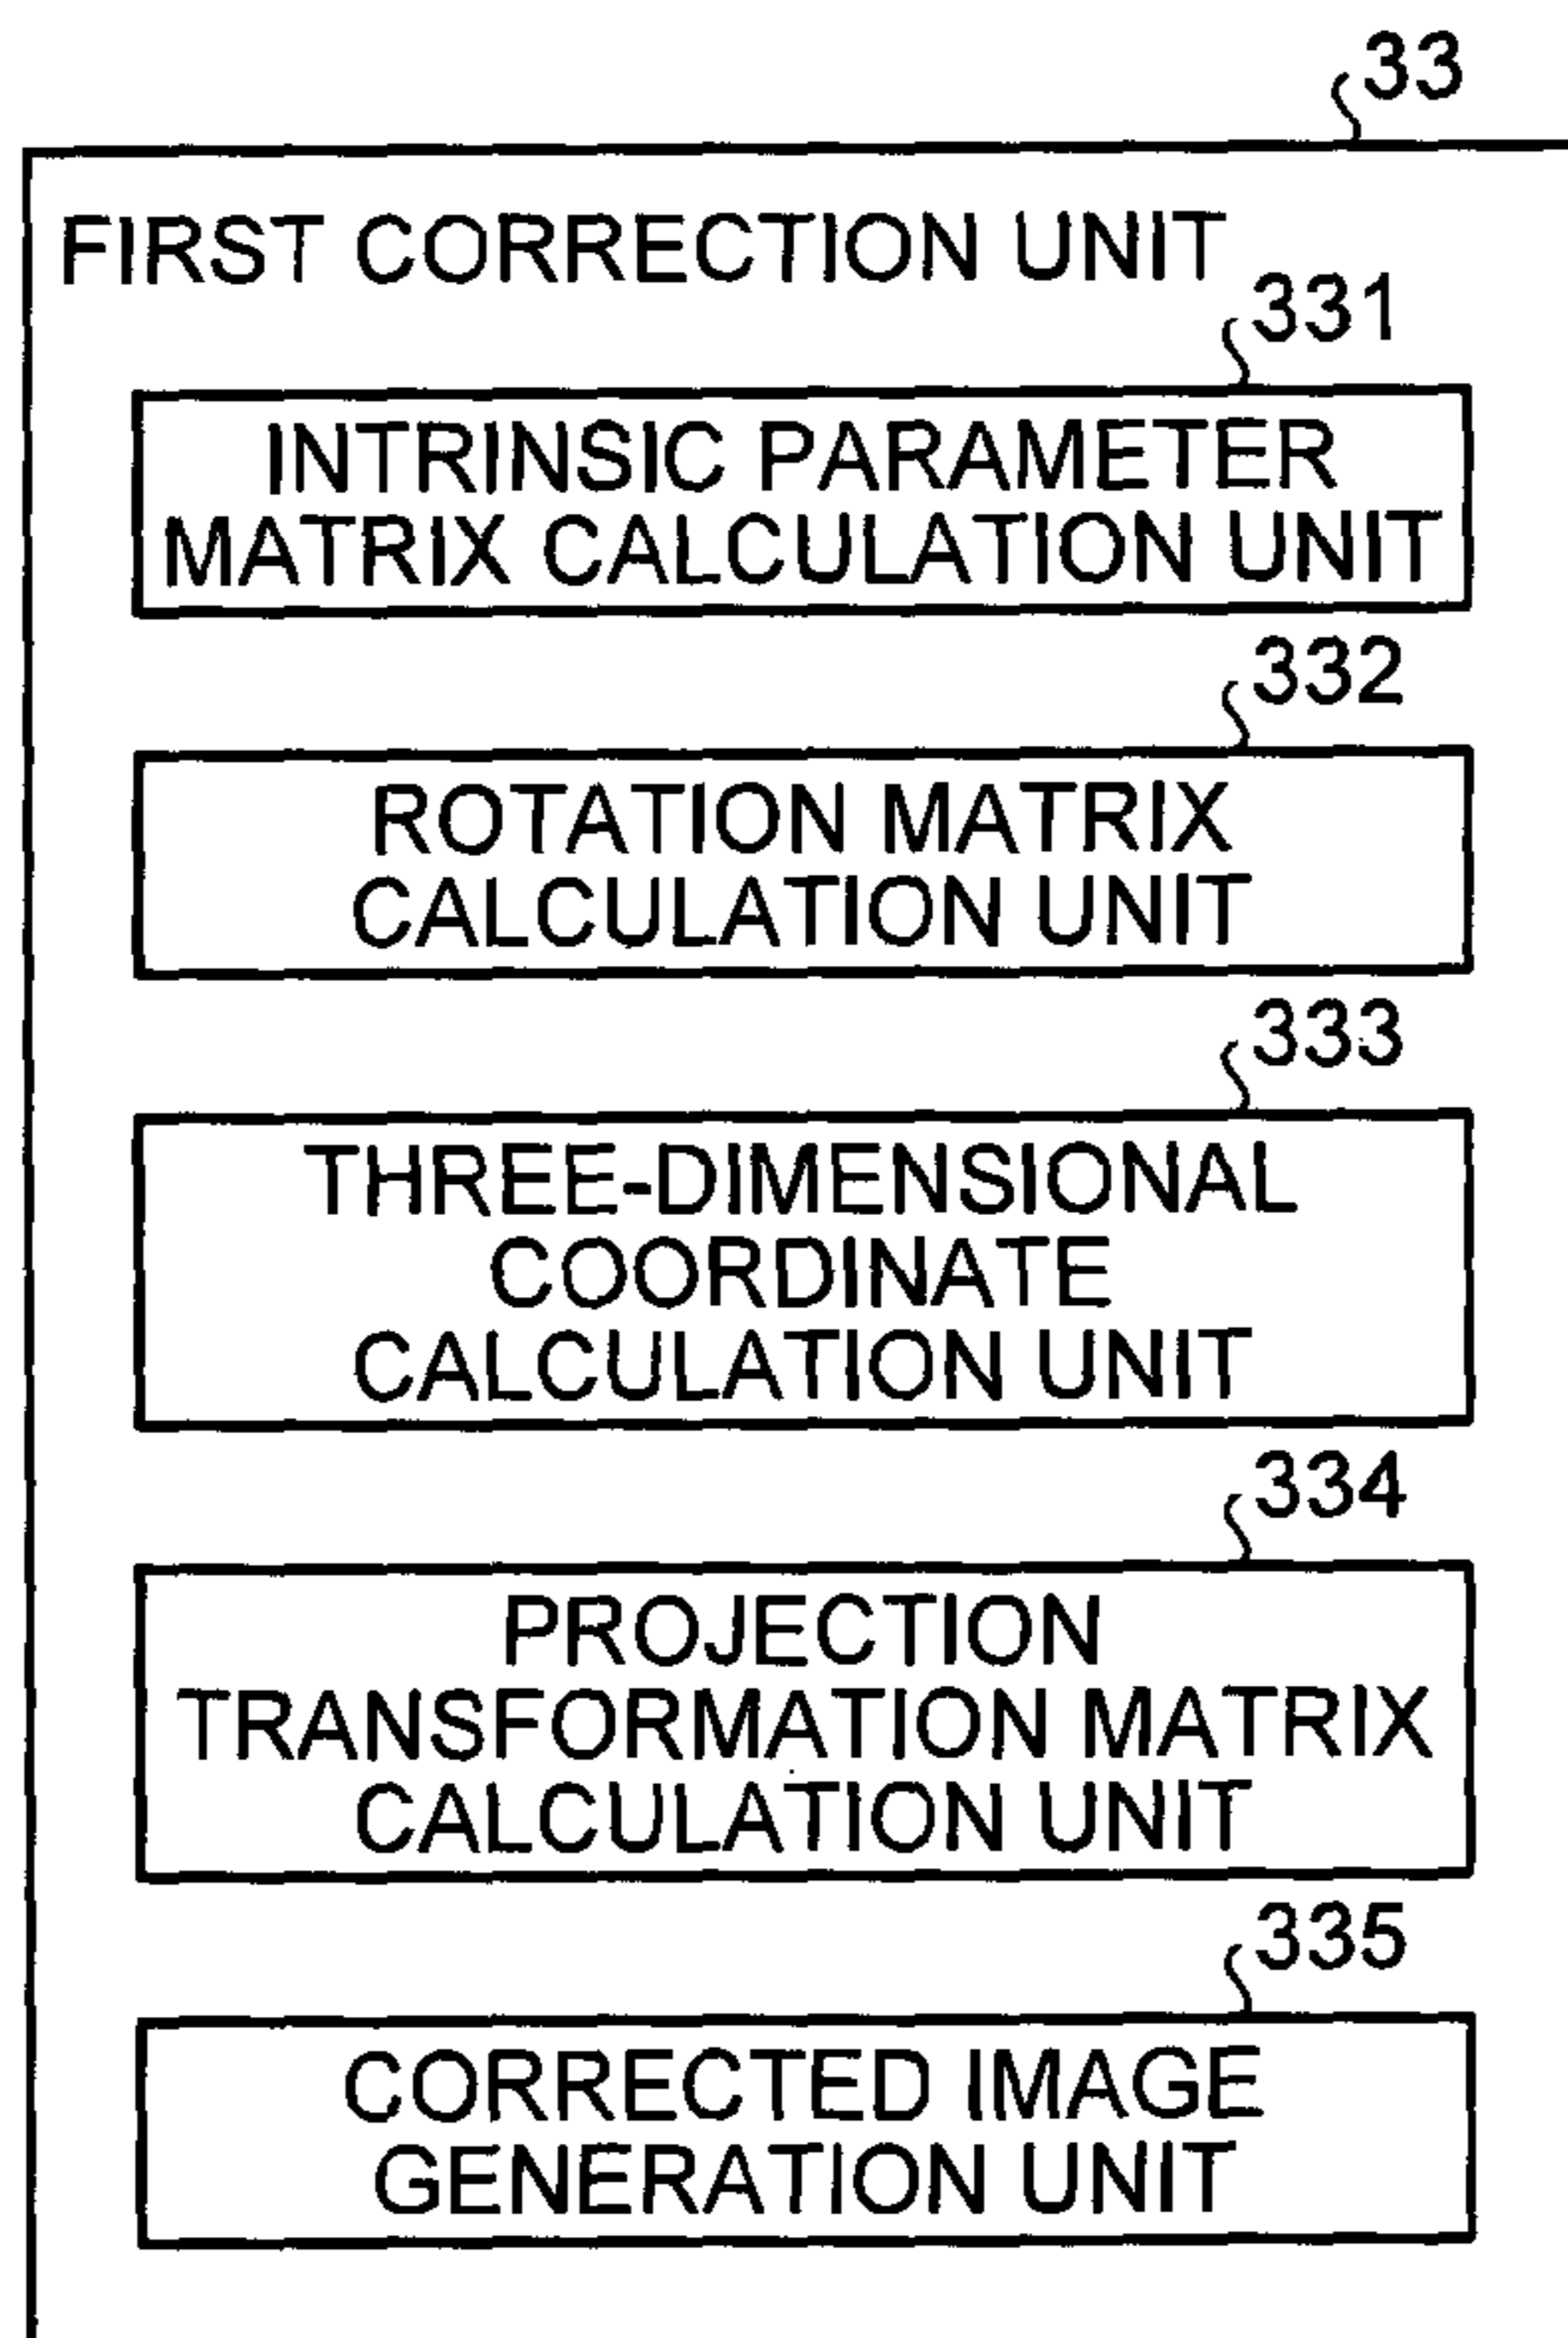 33
FIRST CORRECTION UNIT
331
INTRINSIC PARAMETER
MATRIX CALCULATION UNIT
332
ROTATION MATRIX
CALCULATION UNIT
333
THREE-DIMENSIONAL
COORDINATE
CALCULATION UNIT
334
PROJECTION
TRANSFORMATION MATRIX
CALCULATION UNIT
335
CORRECTED IMAGE
GENERATION UNIT